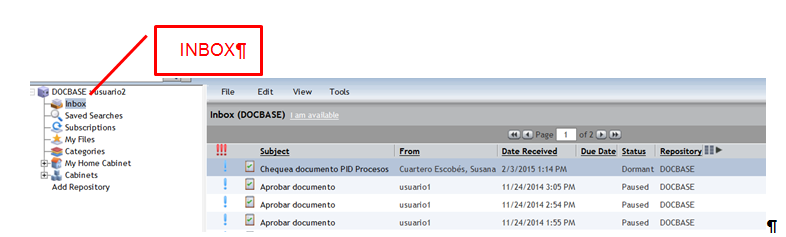 INBOX¶
DOCBASE : usuario2
Inbox
Saved Searches
Subscriptions
My Files
Categories
My Home Cabinet
Cabinets
Add Repository
File Edit View Tools
Inbox (DOCBASE) I am available
Page 1 of 2
!!! Subject From Date Received Due Date Status Repository
! Chequea documento PID Procesos Cuartero Escobés, Susana 2/3/2015 1:14 PM Dormant DOCBASE
! Aprobar documento usuario1 11/24/2014 3:05 PM Paused DOCBASE
! Aprobar documento usuario1 11/24/2014 2:54 PM Paused DOCBASE
! Aprobar documento usuario1 11/24/2014 1:55 PM Paused DOCBASE
¶